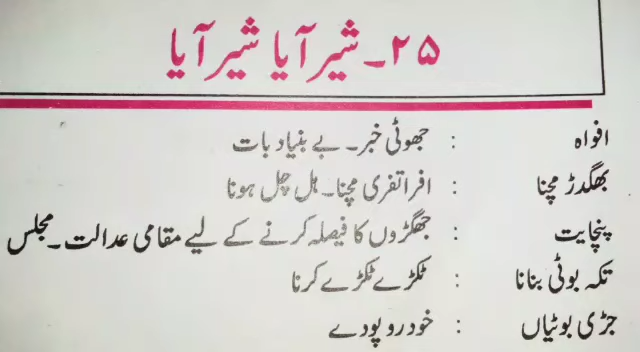 ۲۵۔ شیر آیا شیر آیا
افواہ : جھوٹی خبر۔ بے بنیاد بات
بھگدڑ مچنا : افراتفری مچنا۔ ہل چل ہونا
پنچایت : جھگڑوں کا فیصلہ کرنے کے لیے مقامی عدالت۔ مجلس
تکہ بوٹی بنانا : ٹکڑے ٹکڑے کرنا
جڑی بوٹیاں : خودرو پودے